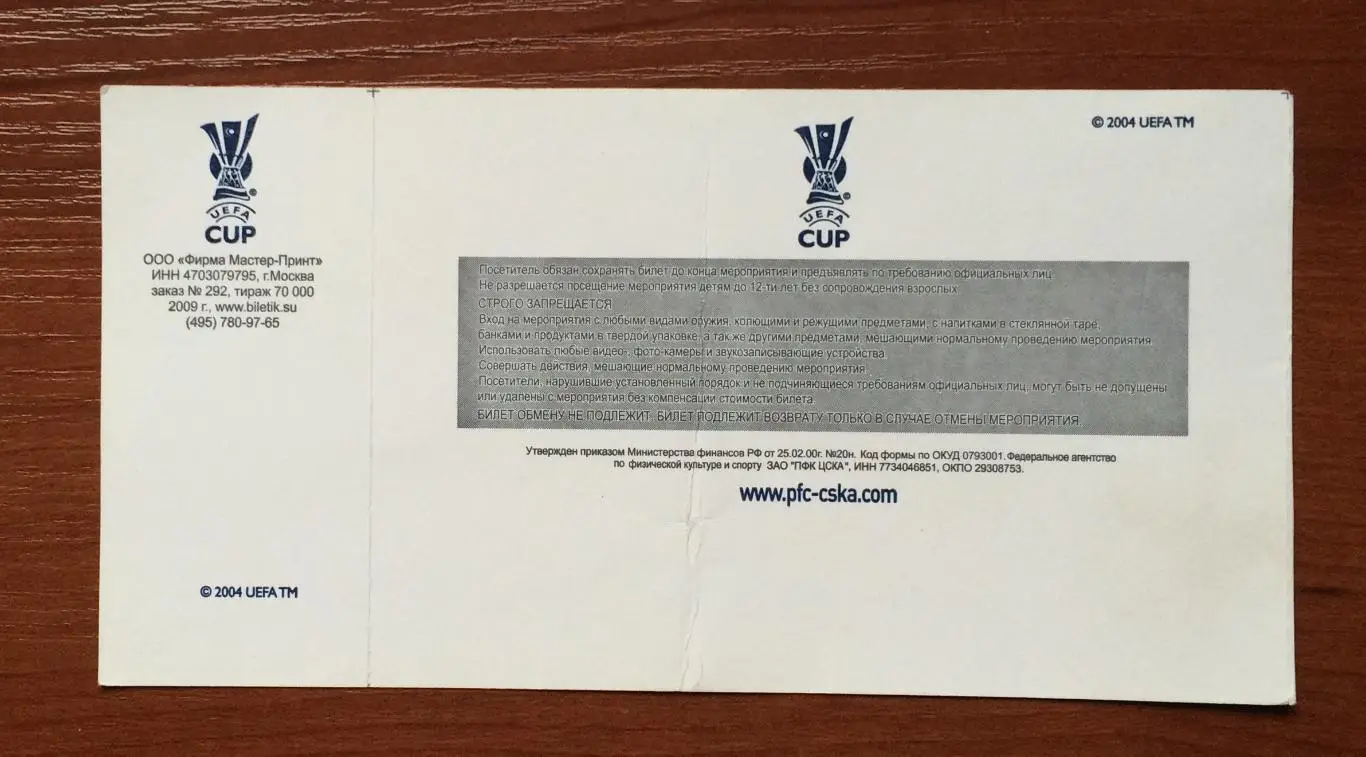 UEFA
CUP
ООО «Фирма Мастер-Принт»
ИНН 4703079795, г.Москва
заказ № 292, тираж 70 000
2009 г., www.biletik.su
(495) 780-97-65
© 2004 UEFA TM
© 2004 UEFA TM
UEFA
CUP
Посетитель обязан сохранять билет до конца мероприятия и предъявлять по требованию официальных лиц.
Не разрешается посещение мероприятия детям до 12-ти лет без сопровождения взрослых
СТРОГО ЗАПРЕЩАЕТСЯ
Вход на мероприятия с любыми видами оружия, колющими и режущими предметами, с напитками в стеклянной таре,
банками и продуктами в твердой упаковке, а так же другими предметами, мешающими нормальному проведению мероприятия.
Использовать любые видео-, фото-камеры и звукозаписывающие устройства.
Совершать действия, мешающие нормальному проведению мероприятия.
Посетители, нарушившие установленный порядок и не подчиняющиеся требованиям официальных лиц, могут быть не допущены
или удалены с мероприятия без компенсации стоимости билета.
БИЛЕТ ОБМЕНУ НЕ ПОДЛЕЖИТ. БИЛЕТ ПОДЛЕЖИТ ВОЗВРАТУ ТОЛЬКО В СЛУЧАЕ ОТМЕНЫ МЕРОПРИЯТИЯ.
Утвержден приказом Министерства финансов РФ от 25.02.00г. №20н. Код формы по ОКУД 0793001. Федеральное агентство
по физической культуре и спорту ЗАО "ПФК ЦСКА", ИНН 7734046851, ОКПО 29308753.
www.pfc-cska.com